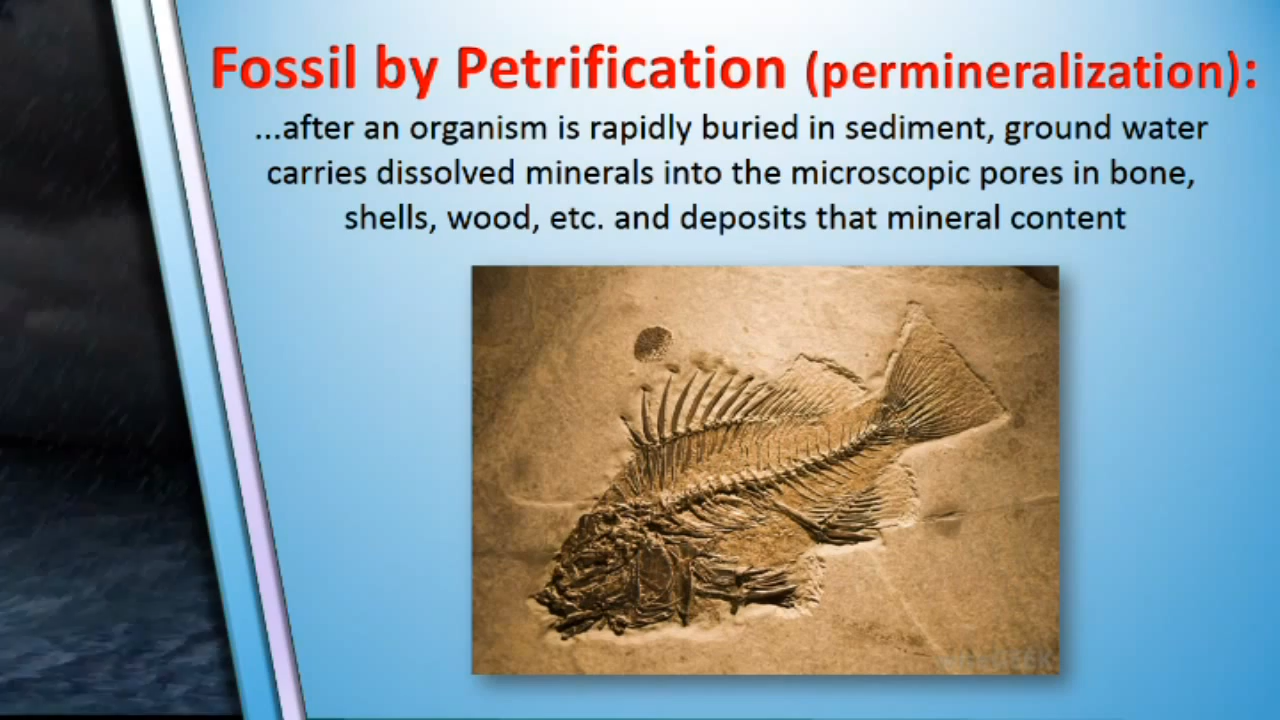 Fossil by Petrification (permineralization):
...after an organism is rapidly buried in sediment, ground water
carries dissolved minerals into the microscopic pores in bone,
shells, wood, etc. and deposits that mineral content